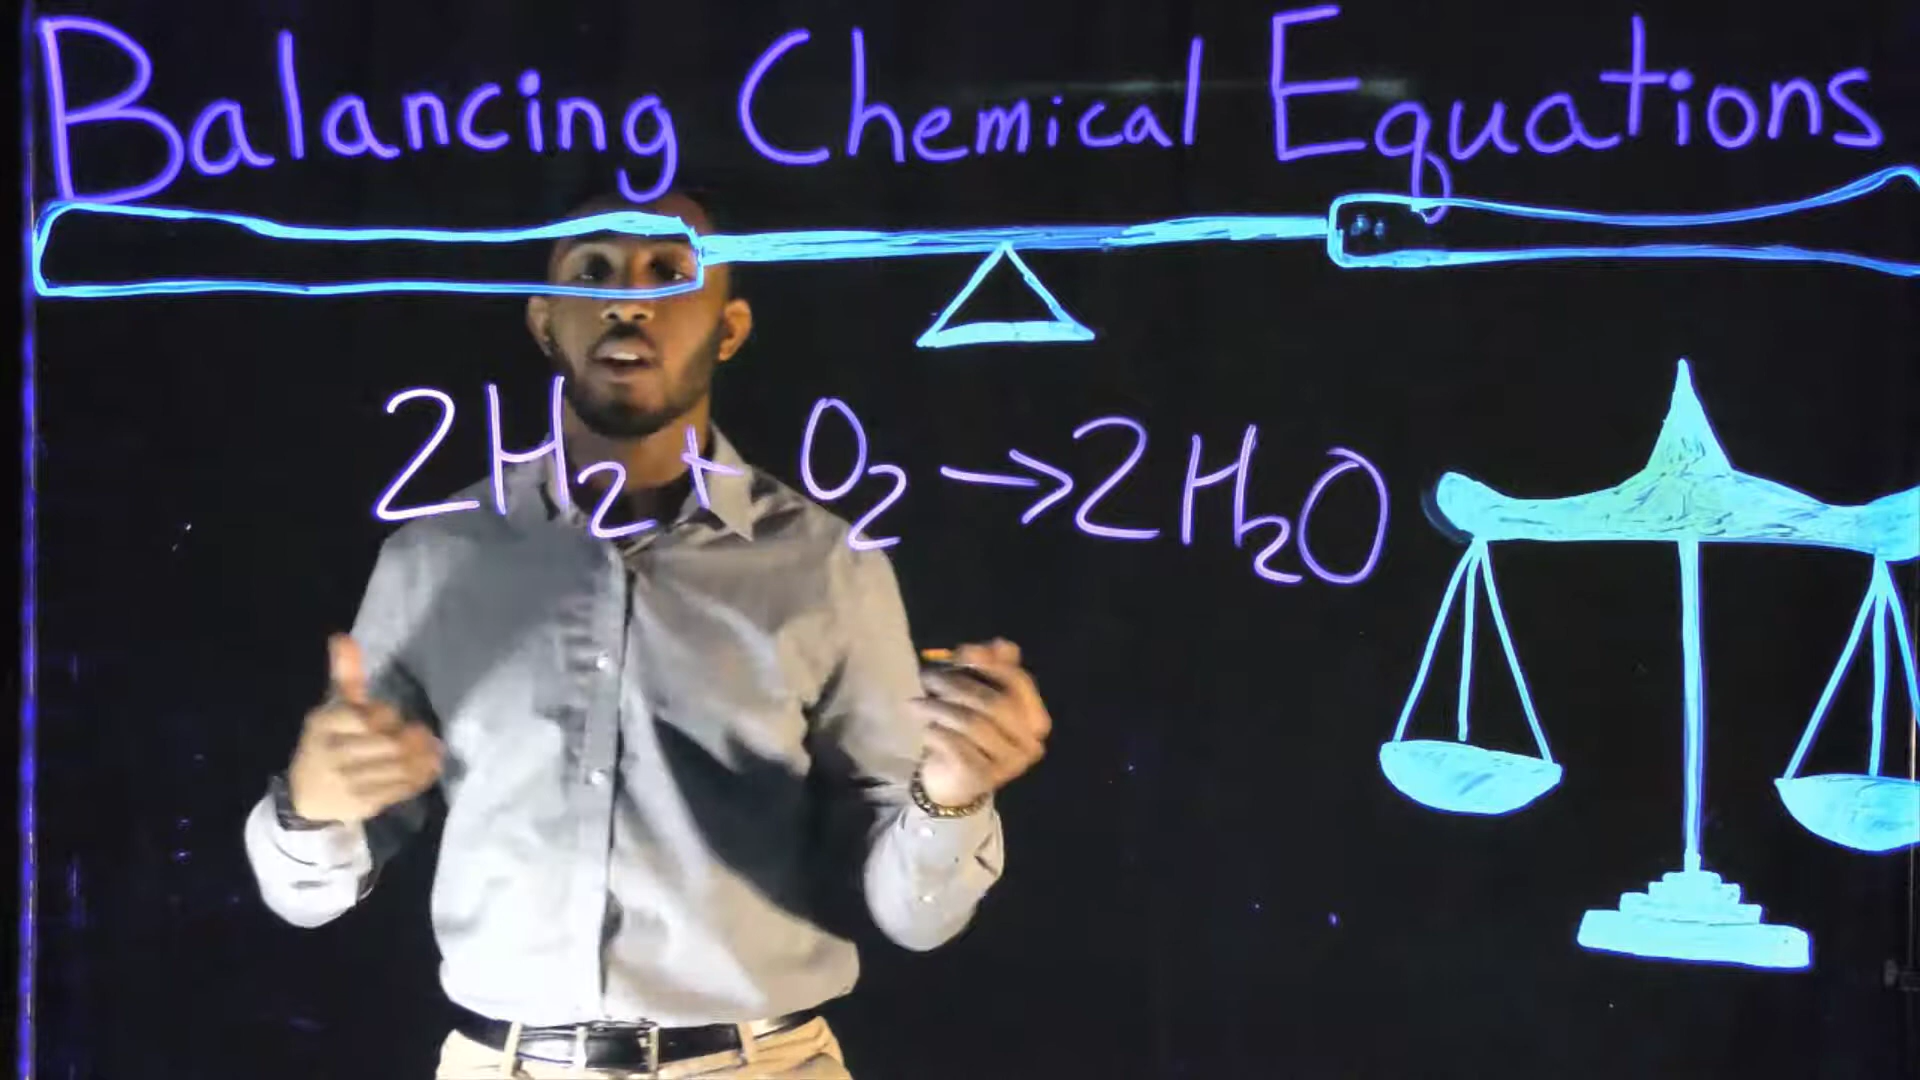 Balancing Chemical Equations
2H₂ + O₂ → 2H₂O